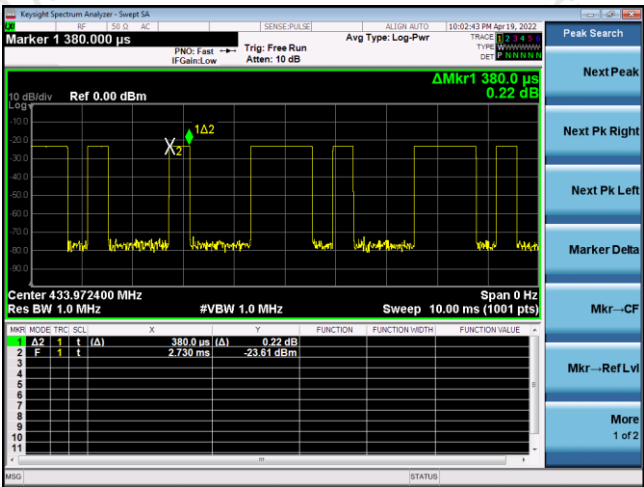 Keysight Spectrum Analyzer - Swept SA
RF 50 Ω AC SENSE:PULSE ALIGN AUTO 10:02:43 PM Apr 19, 2022
Marker 1 380.000 µs
PNO: Fast
IFGain:Low
Trig: Free Run
Atten: 10 dB
Avg Type: Log-Pwr
TRACE 1 2 3 4 5 6
TYPE WWWWWW
DET P N N N N N
Peak Search
ΔMkr1 380.0 µs
0.22 dB
10 dB/div Ref 0.00 dBm
Log
-10.0
-20.0
-30.0
-40.0
-50.0
-60.0
-70.0
-80.0
-90.0
1Δ2
X2
Center 433.972400 MHz Span 0 Hz
Res BW 1.0 MHz #VBW 1.0 MHz Sweep 10.00 ms (1001 pts)
MKR MODE TRC SCL X Y FUNCTION FUNCTION WIDTH FUNCTION VALUE
1 Δ2 1 t (Δ) 380.0 µs (Δ) 0.22 dB
2 F 1 t 2.730 ms -23.61 dBm
3
4
5
6
7
8
9
10
11
MSG STATUS
Next Peak
Next Pk Right
Next Pk Left
Marker Delta
Mkr→CF
Mkr→Ref Lvl
More
1 of 2